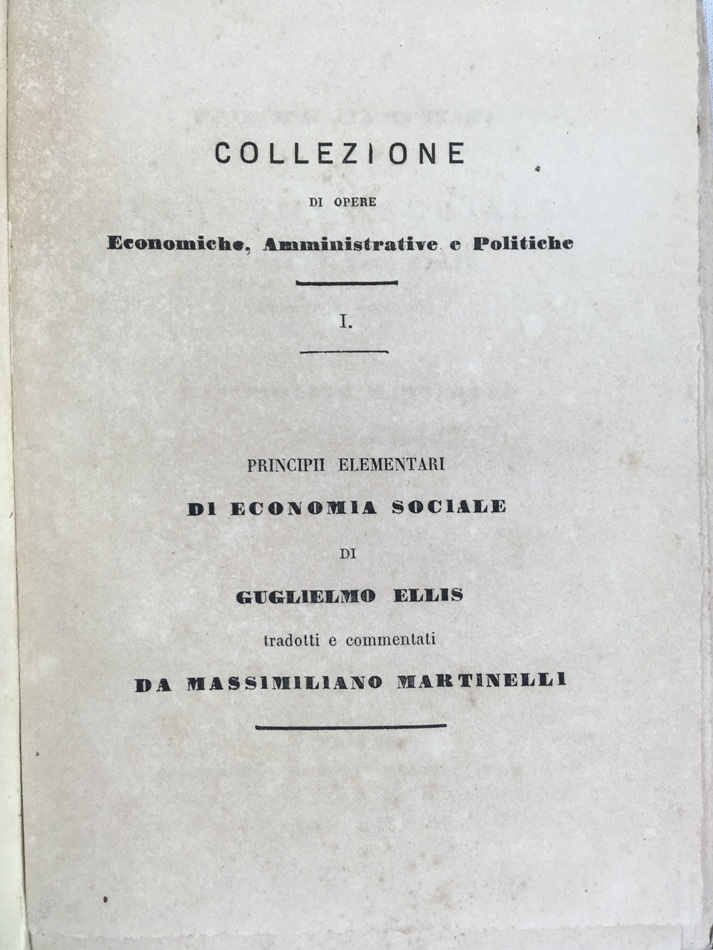 COLLEZIONE
DI OPERE
Economiche, Amministrative e Politiche
I.
PRINCIPII ELEMENTARI
DI ECONOMIA SOCIALE
DI
GUGLIELMO ELLIS
tradotti e commentati
DA MASSIMILIANO MARTINELLI